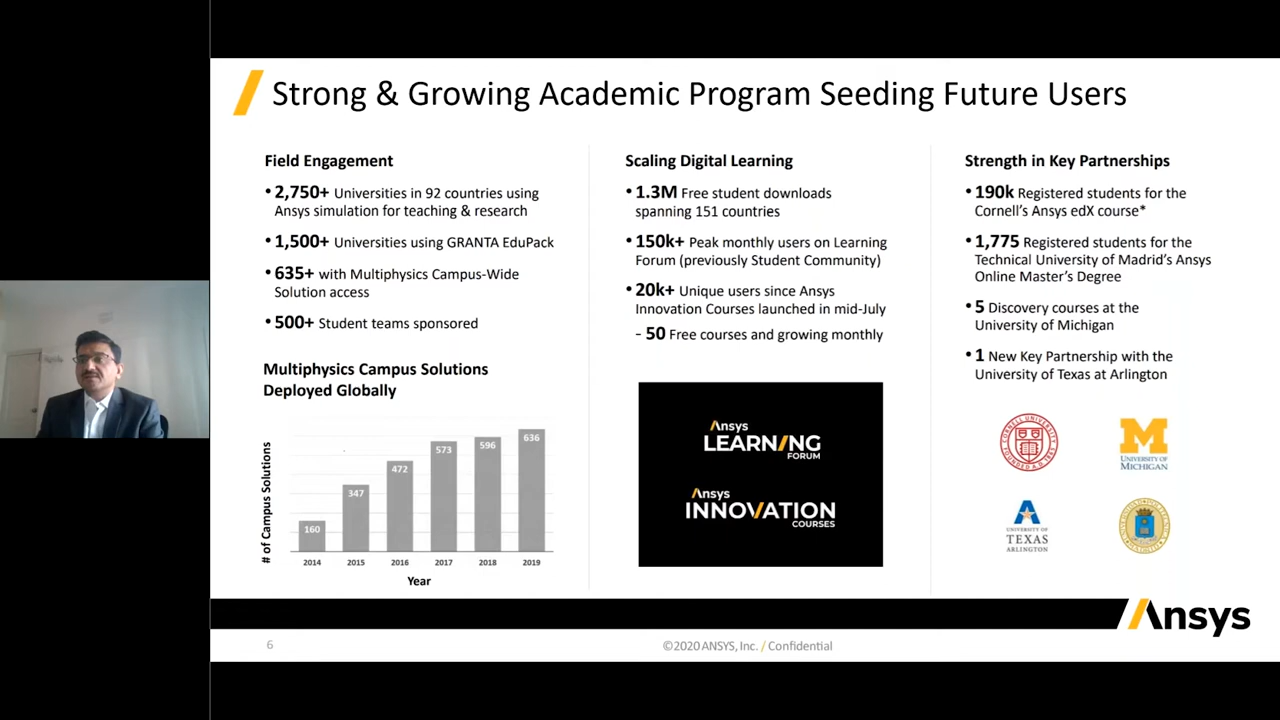 Strong & Growing Academic Program Seeding Future Users
Field Engagement
• 2,750+ Universities in 92 countries using
Ansys simulation for teaching & research
• 1,500+ Universities using GRANTA EduPack
• 635+ with Multiphysics Campus-Wide
Solution access
• 500+ Student teams sponsored
Multiphysics Campus Solutions
Deployed Globally
# of Campus Solutions
160
347
472
573
596
636
2014 2015 2016 2017 2018 2019
Year
Scaling Digital Learning
• 1.3M Free student downloads
spanning 151 countries
• 150k+ Peak monthly users on Learning
Forum (previously Student Community)
• 20k+ Unique users since Ansys
Innovation Courses launched in mid-July
- 50 Free courses and growing monthly
Ansys
LEARNING
FORUM
Ansys
INNOVATION
COURSES
Strength in Key Partnerships
• 190k Registered students for the
Cornell's Ansys edX course*
• 1,775 Registered students for the
Technical University of Madrid's Ansys
Online Master's Degree
• 5 Discovery courses at the
University of Michigan
• 1 New Key Partnership with the
University of Texas at Arlington
M
UNIVERSITY OF
MICHIGAN
A
UNIVERSITY OF
TEXAS
ARLINGTON
Ansys
6
©2020 ANSYS, Inc. / Confidential